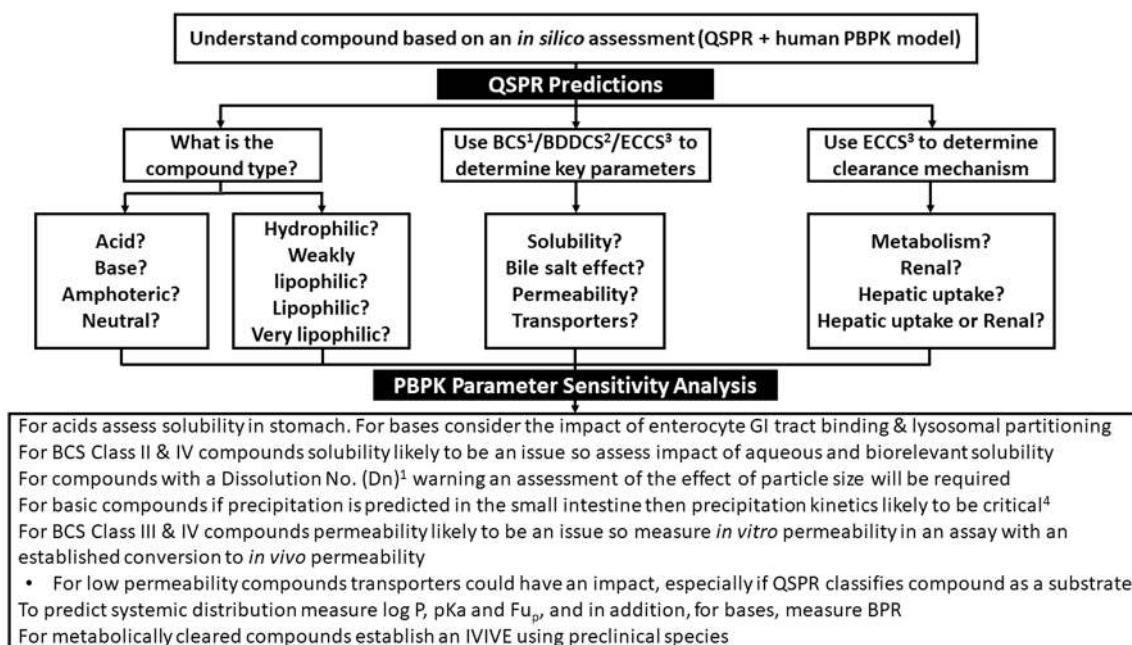 Understand compound based on an in silico assessment (QSPR + human PBPK model)
QSPR Predictions
What is the
compound type?
Use BCS¹/BDDCS²/ECCS³ to
determine key parameters
Use ECCS³ to determine
clearance mechanism
Acid?
Base?
Amphoteric?
Neutral?
Hydrophilic?
Weakly
lipophilic?
Lipophilic?
Very lipophilic?
Solubility?
Bile salt effect?
Permeability?
Transporters?
Metabolism?
Renal?
Hepatic uptake?
Hepatic uptake or Renal?
PBPK Parameter Sensitivity Analysis
For acids assess solubility in stomach. For bases consider the impact of enterocyte GI tract binding & lysosomal partitioning
For BCS Class II & IV compounds solubility likely to be an issue so assess impact of aqueous and biorelevant solubility
For compounds with a Dissolution No. (Dn)¹ warning an assessment of the effect of particle size will be required
For basic compounds if precipitation is predicted in the small intestine then precipitation kinetics likely to be critical⁴
For BCS Class III & IV compounds permeability likely to be an issue so measure in vitro permeability in an assay with an
established conversion to in vivo permeability
• For low permeability compounds transporters could have an impact, especially if QSPR classifies compound as a substrate
To predict systemic distribution measure log P, pKa and Fuₚ, and in addition, for bases, measure BPR
For metabolically cleared compounds establish an IVIVE using preclinical species